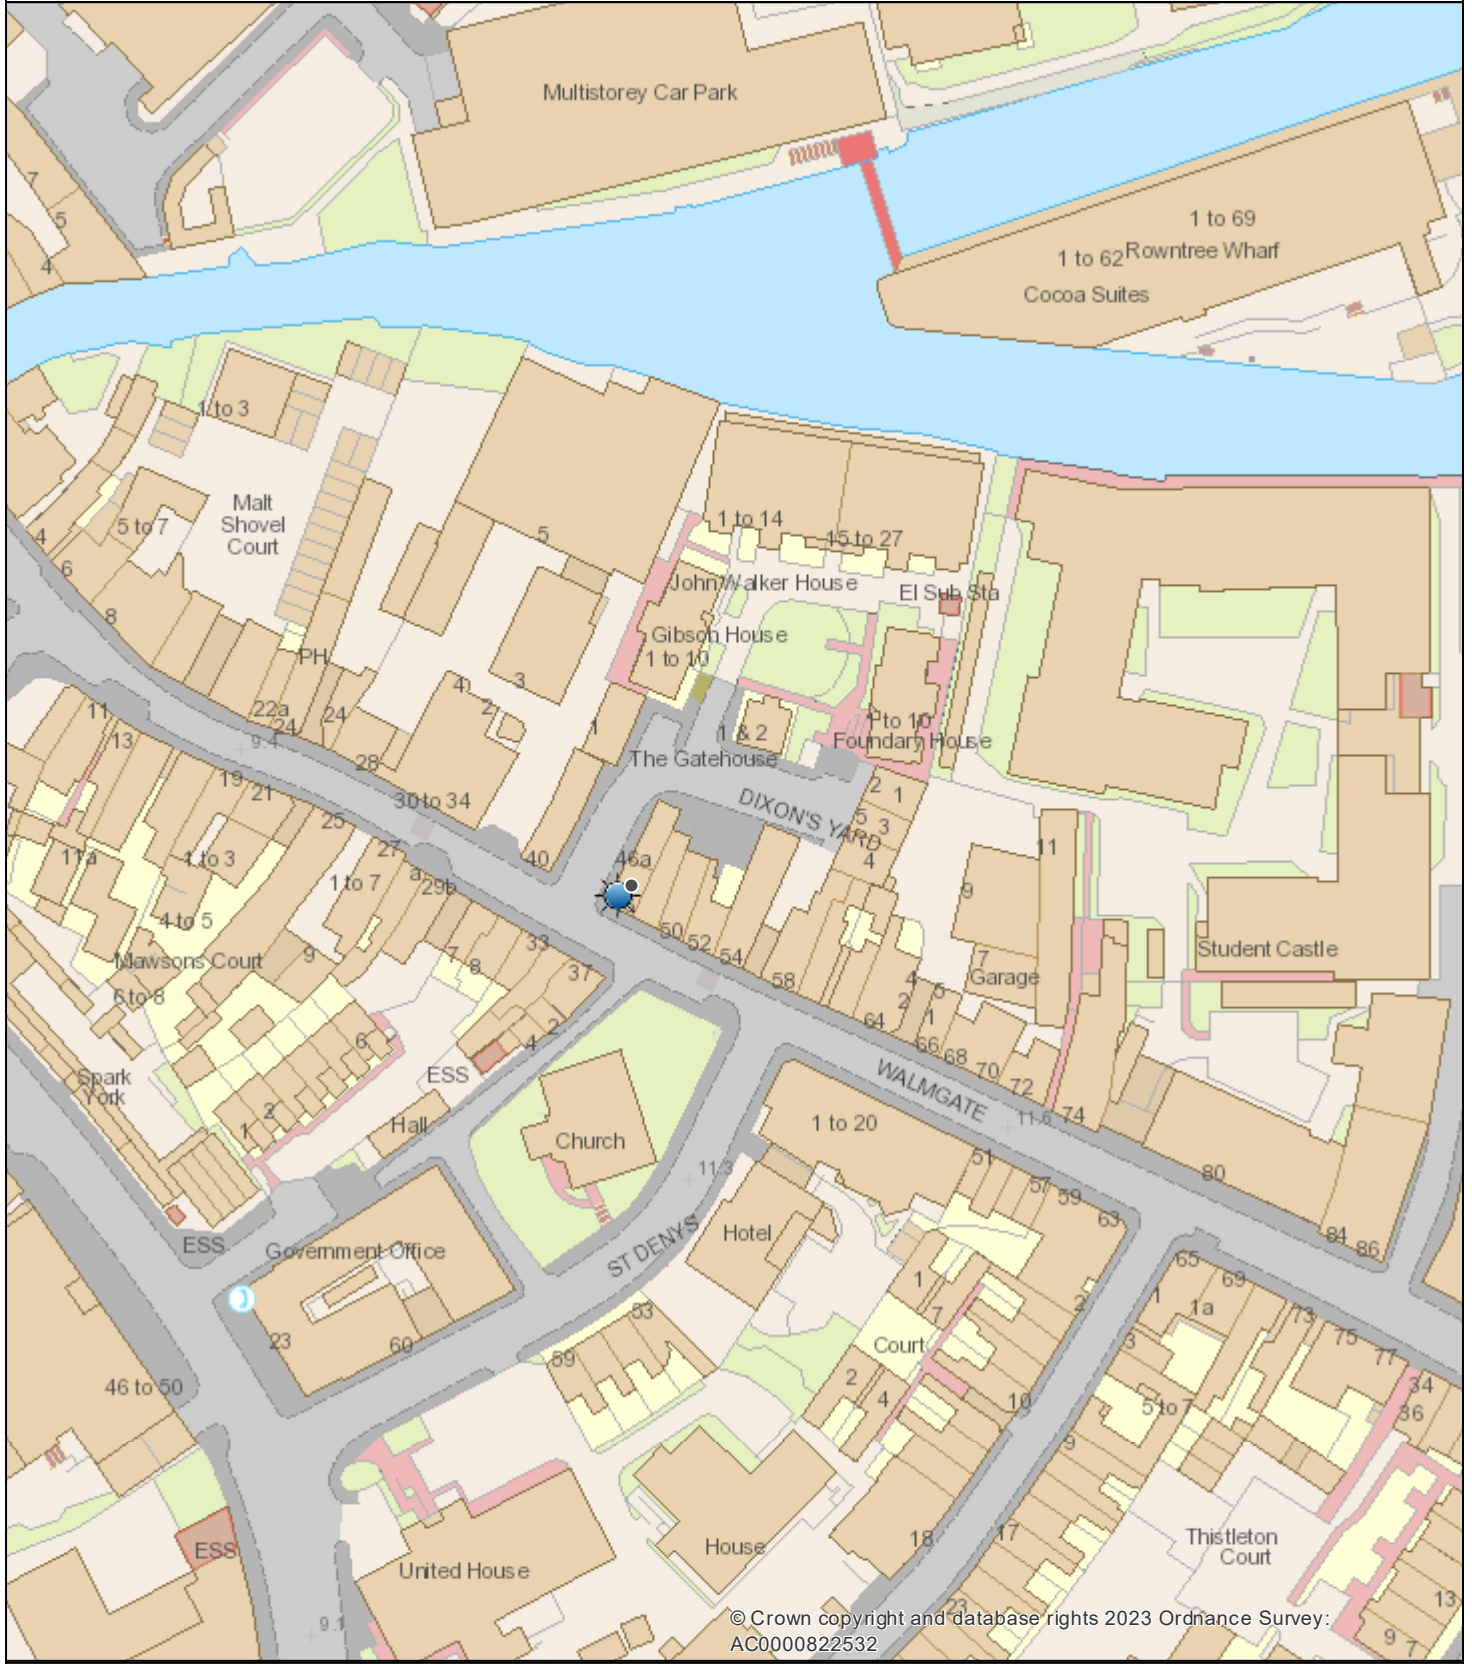 Multistorey Car Park
7
5
4
1 to 69
1 to 62
Rowntree Wharf
Cocoa Suites
1 to 3
Malt
Shovel
Court
5 to 7
4
6
8
5
1 to 14
15 to 27
John Walker House
El Sub Sta
Gibson House
1 to 10
PH
22a
24
24
28
4
2
3
1
1 & 2
The Gatehouse
1 to 10
Foundary House
DIXON'S YARD
2
1
5
3
4
11
13
9.4
19
21
25
30 to 34
40
46a
11
9
7
Garage
Student Castle
11a
1 to 3
27
1 to 7
a
29b
4 to 5
Mawsons Court
9
7
8
33
37
6 to 8
50
52
54
58
4
2
5
1
64
66
68
70
72
74
WALMGATE
11.6
6
2
4
ESS
Spark
York
2
1
Hall
Church
1 to 20
11.3
51
57
59
63
80
84
86
ESS
Government Office
ST DENYS
Hotel
23
60
53
59
1
7
Court
2
4
2
10
65
69
1
1a
3
73
75
77
34
36
46 to 50
5 to 7
9
17
18
ESS
United House
House
Thistleton
Court
23
13
9
7
9.1
© Crown copyright and database rights 2023 Ordnance Survey:
AC0000822532